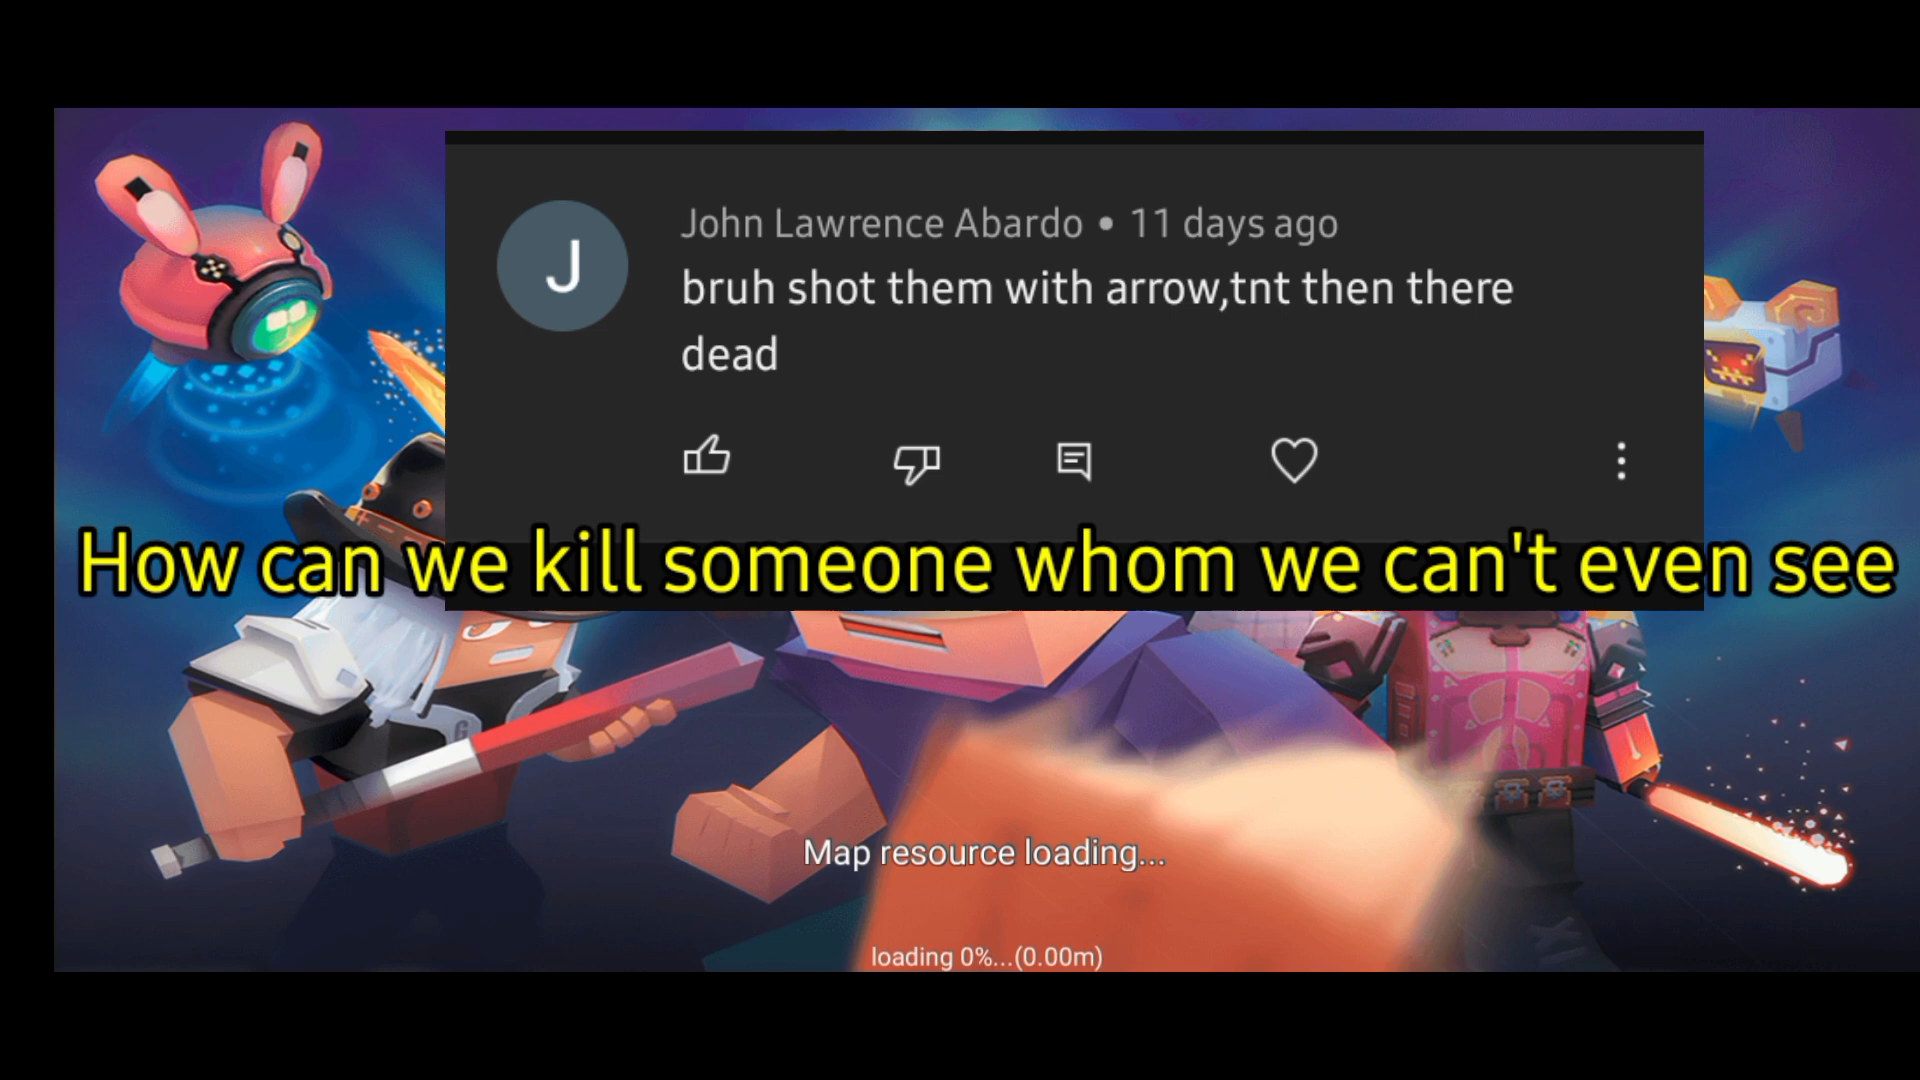 John Lawrence Abardo • 11 days ago
J
bruh shot them with arrow,tnt then there
dead
How can we kill someone whom we can't even see
Map resource loading...
loading 0%...(0.00m)